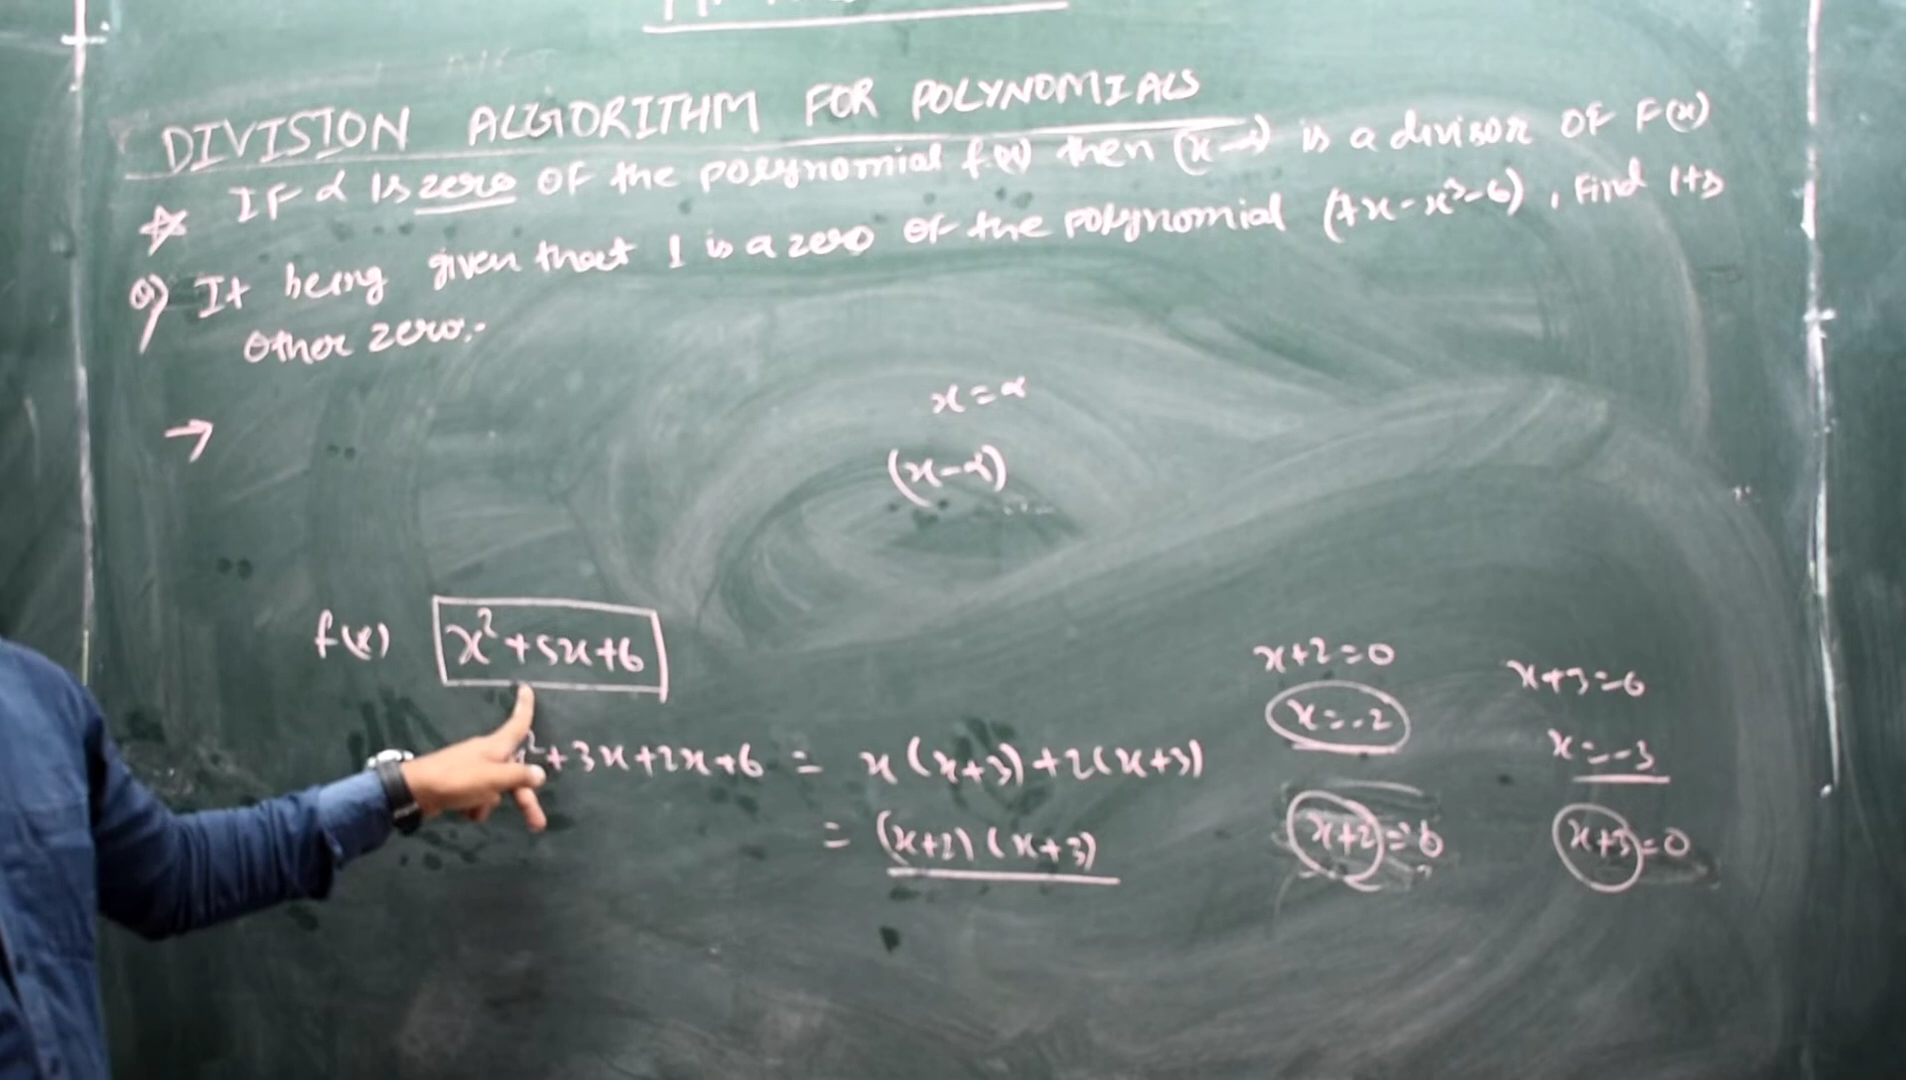 DIVISION ALGORITHM FOR POLYNOMIALS
☆ IF α is zero OF the polynomial f(x) then (x-α) is a divisor OF F(x)
Q) It being given that 1 is a zero of the polynomial (7x-x³-6), Find its
other zero.-
→
x=α
(x-α)
f(x) x²+5x+6
x+2=0 x+3=0
x²+3x+2x+6 = x(x+3)+2(x+3)
x=-2 x=-3
= (x+2)(x+3)
x+2=0 x+3=0